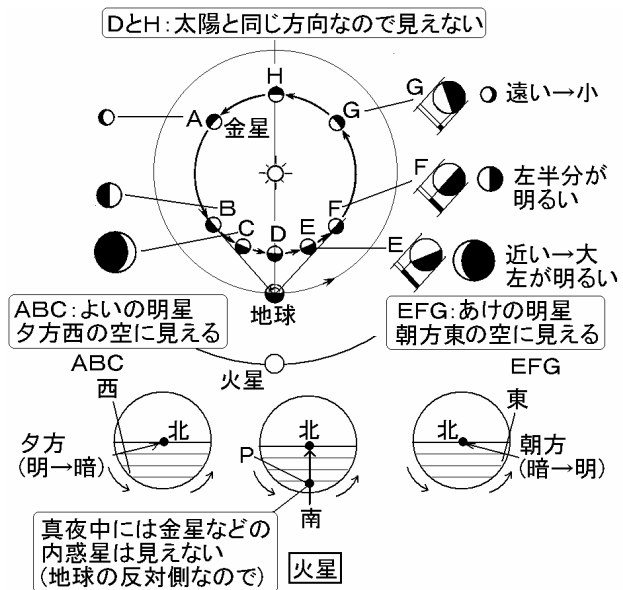 DとH:太陽と同じ方向なので見えない
H
A
金星
G
G
遠い→小
F
左半分が
明るい
B
C
D
E
F
E
近い→大
左が明るい
地球
ABC:よいの明星
夕方西の空に見える
EFG:あけの明星
朝方東の空に見える
火星
ABC
西
北
夕方
(明→暗)
北
P
南
EFG
東
北
朝方
(暗→明)
真夜中には金星などの
内惑星は見えない
(地球の反対側なので)
火星